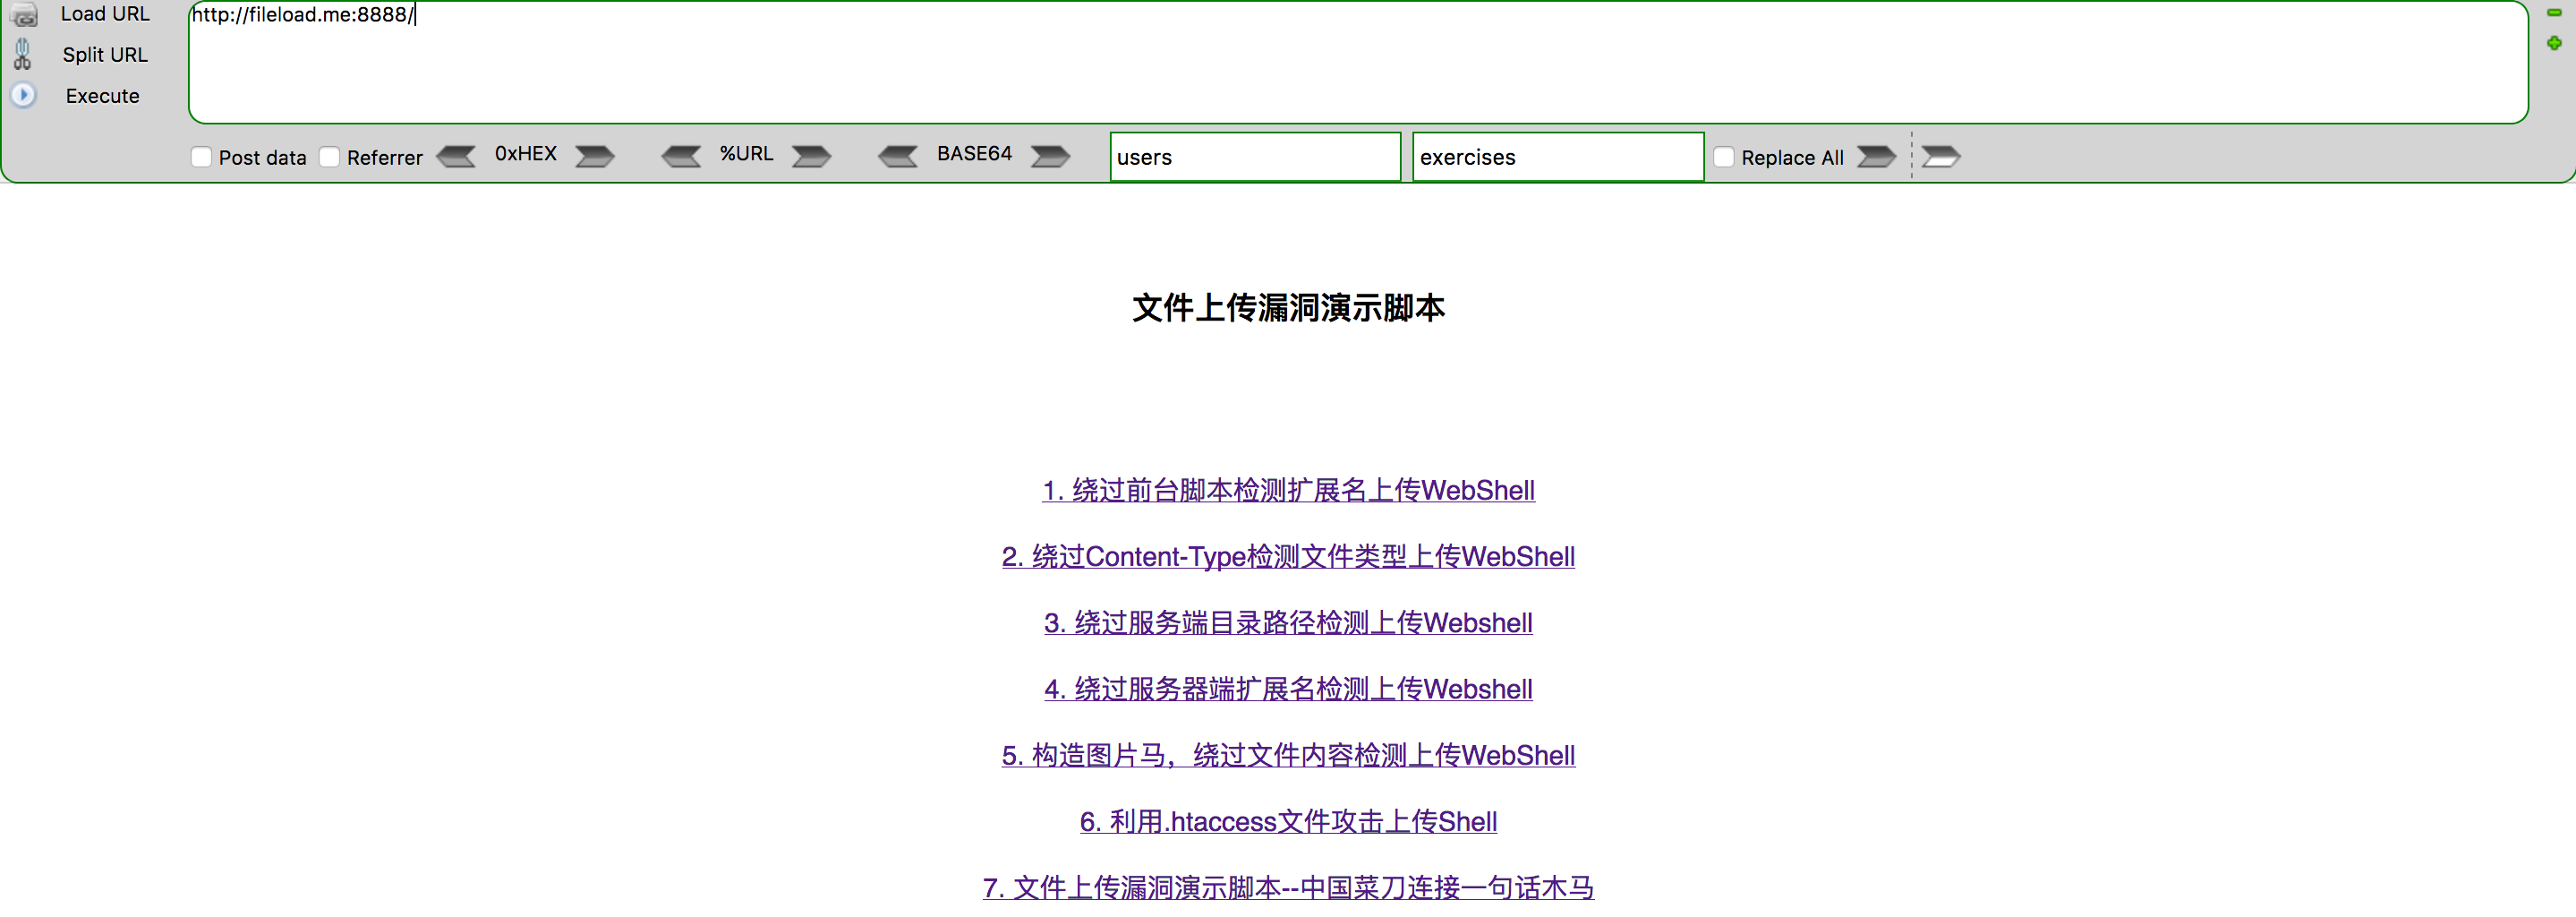 Load URL
http://fileload.me:8888/
Split URL
Execute
Post data Referrer 0xHEX %URL BASE64 users exercises Replace All
文件上传漏洞演示脚本
1. 绕过前台脚本检测扩展名上传WebShell
2. 绕过Content-Type检测文件类型上传WebShell
3. 绕过服务端目录路径检测上传Webshell
4. 绕过服务器端扩展名检测上传Webshell
5. 构造图片马，绕过文件内容检测上传WebShell
6. 利用.htaccess文件攻击上传Shell
7. 文件上传漏洞演示脚本--中国菜刀连接一句话木马